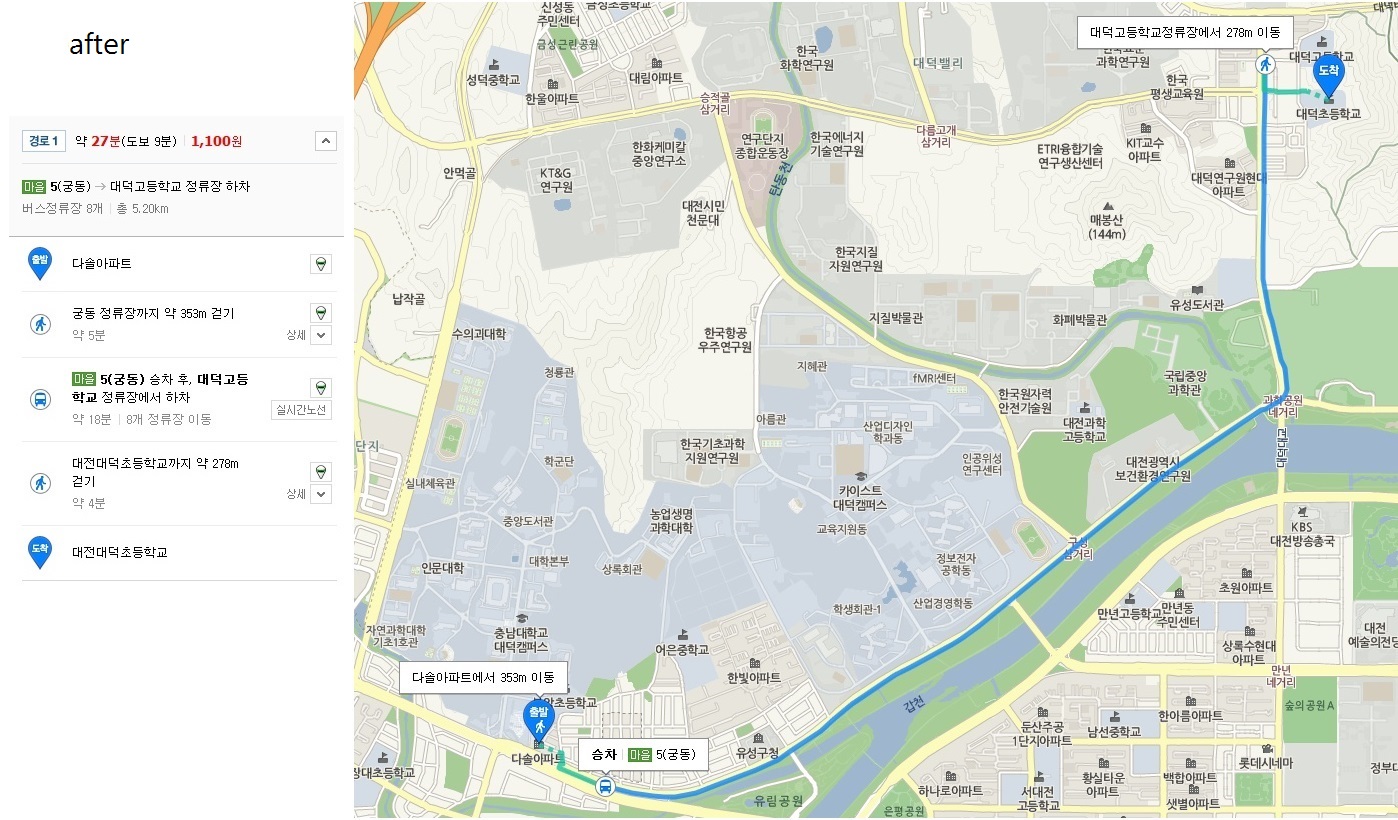 after
경로 1 약 27분(도보 9분) 1,100원
마을 5(궁동) → 대덕고등학교 정류장 하차
버스정류장 8개 | 총 5.20km
출발 다솔아파트
궁동 정류장까지 약 353m 걷기
약 5분 상세
마을 5(궁동) 승차 후, 대덕고등
학교 정류장에서 하차
약 18분 | 8개 정류장 이동 실시간노선
대전대덕초등학교까지 약 278m
걷기
약 4분 상세
도착 대전대덕초등학교
신성동
주민센터
금성초등학교
금성근린공원
성덕중학교
한울아파트
대림아파트
한국
화학연구원
대덕밸리
대덕고등학교정류장에서 278m 이동
과학연구원
대덕고등학교
도착
대덕초등학교
한국
평생교육원
승적골
삼거리
연구단지
종합운동장
한국에너지
기술연구원
다름고개
삼거리
KIT교수
아파트
ETRI융합기술
연구생산센터
대덕연구원현대
아파트
안먹골
KT&G
연구원
한화케미칼
중앙연구소
탄동천
대전시민
천문대
매봉산
(144m)
한국지질
자원연구원
납작골
유성도서관
지질박물관
화폐박물관
수의과대학
한국항공
우주연구원
청룡관
지혜관
fMRI센터
국립중앙
과학관
한국원자력
안전기술원
과학공원
네거리
아름관
산업디자인
학과동
대전과학
고등학교
대덕대교
단지
한국기초과학
지원연구원
학군단
인공위성
연구센터
대전광역시
보건환경연구원
실내체육관
카이스트
대덕캠퍼스
농업생명
과학대학
중앙도서관
교육지원동
KBS
대전방송총국
구성
삼거리
대학본부
상록회관
정보전자
공학동
인문대학
초원아파트
학생회관-1
산업경영학동
만년고등학교
만년동
주민센터
자연과학대학
기초1호관
충남대학교
대덕캠퍼스
어은중학교
상록수현대
아파트
대전
예술의전당
한빛아파트
만년
네거리
다솔아파트에서 353m 이동
갑천
숲의공원A
출발
다솔아파트
승차 | 마을 5(궁동)
유성구청
둔산주공
1단지아파트
남선중학교
한아름아파트
장대초등학교
롯데시네마
정부대
유림공원
하나로아파트
서대전
고등학교
황실타운
아파트
백합아파트
샛별아파트
은평공원